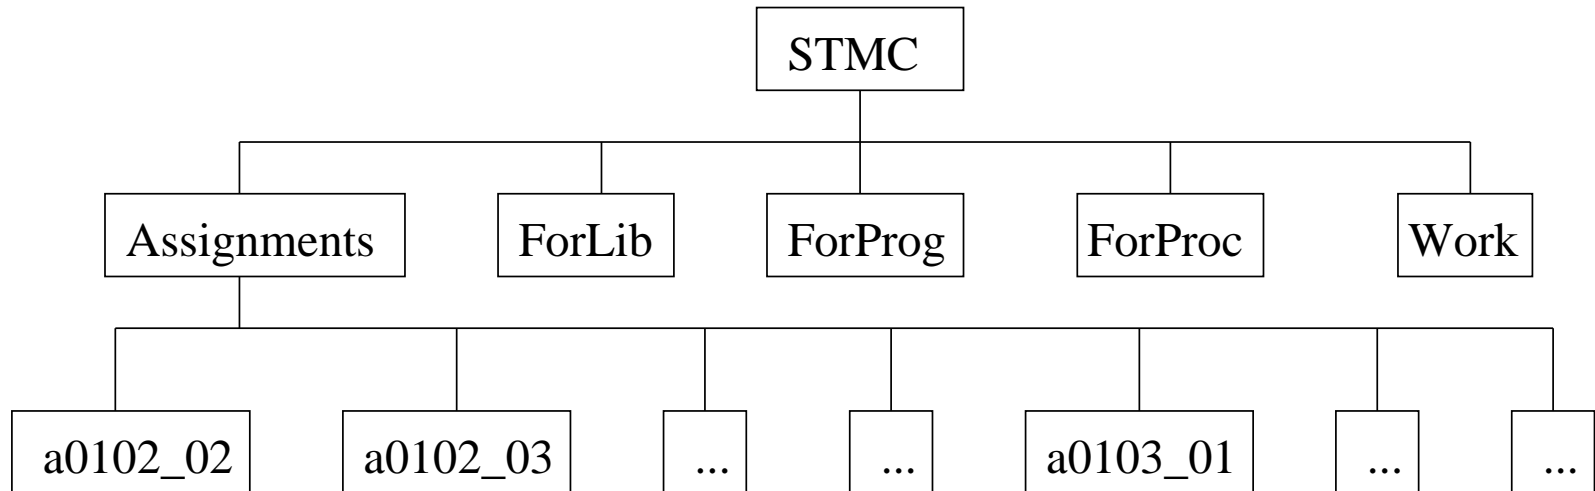 STMC
Assignments ForLib ForProg ForProc Work
a0102_02 a0102_03 ... ... a0103_01 ... ...